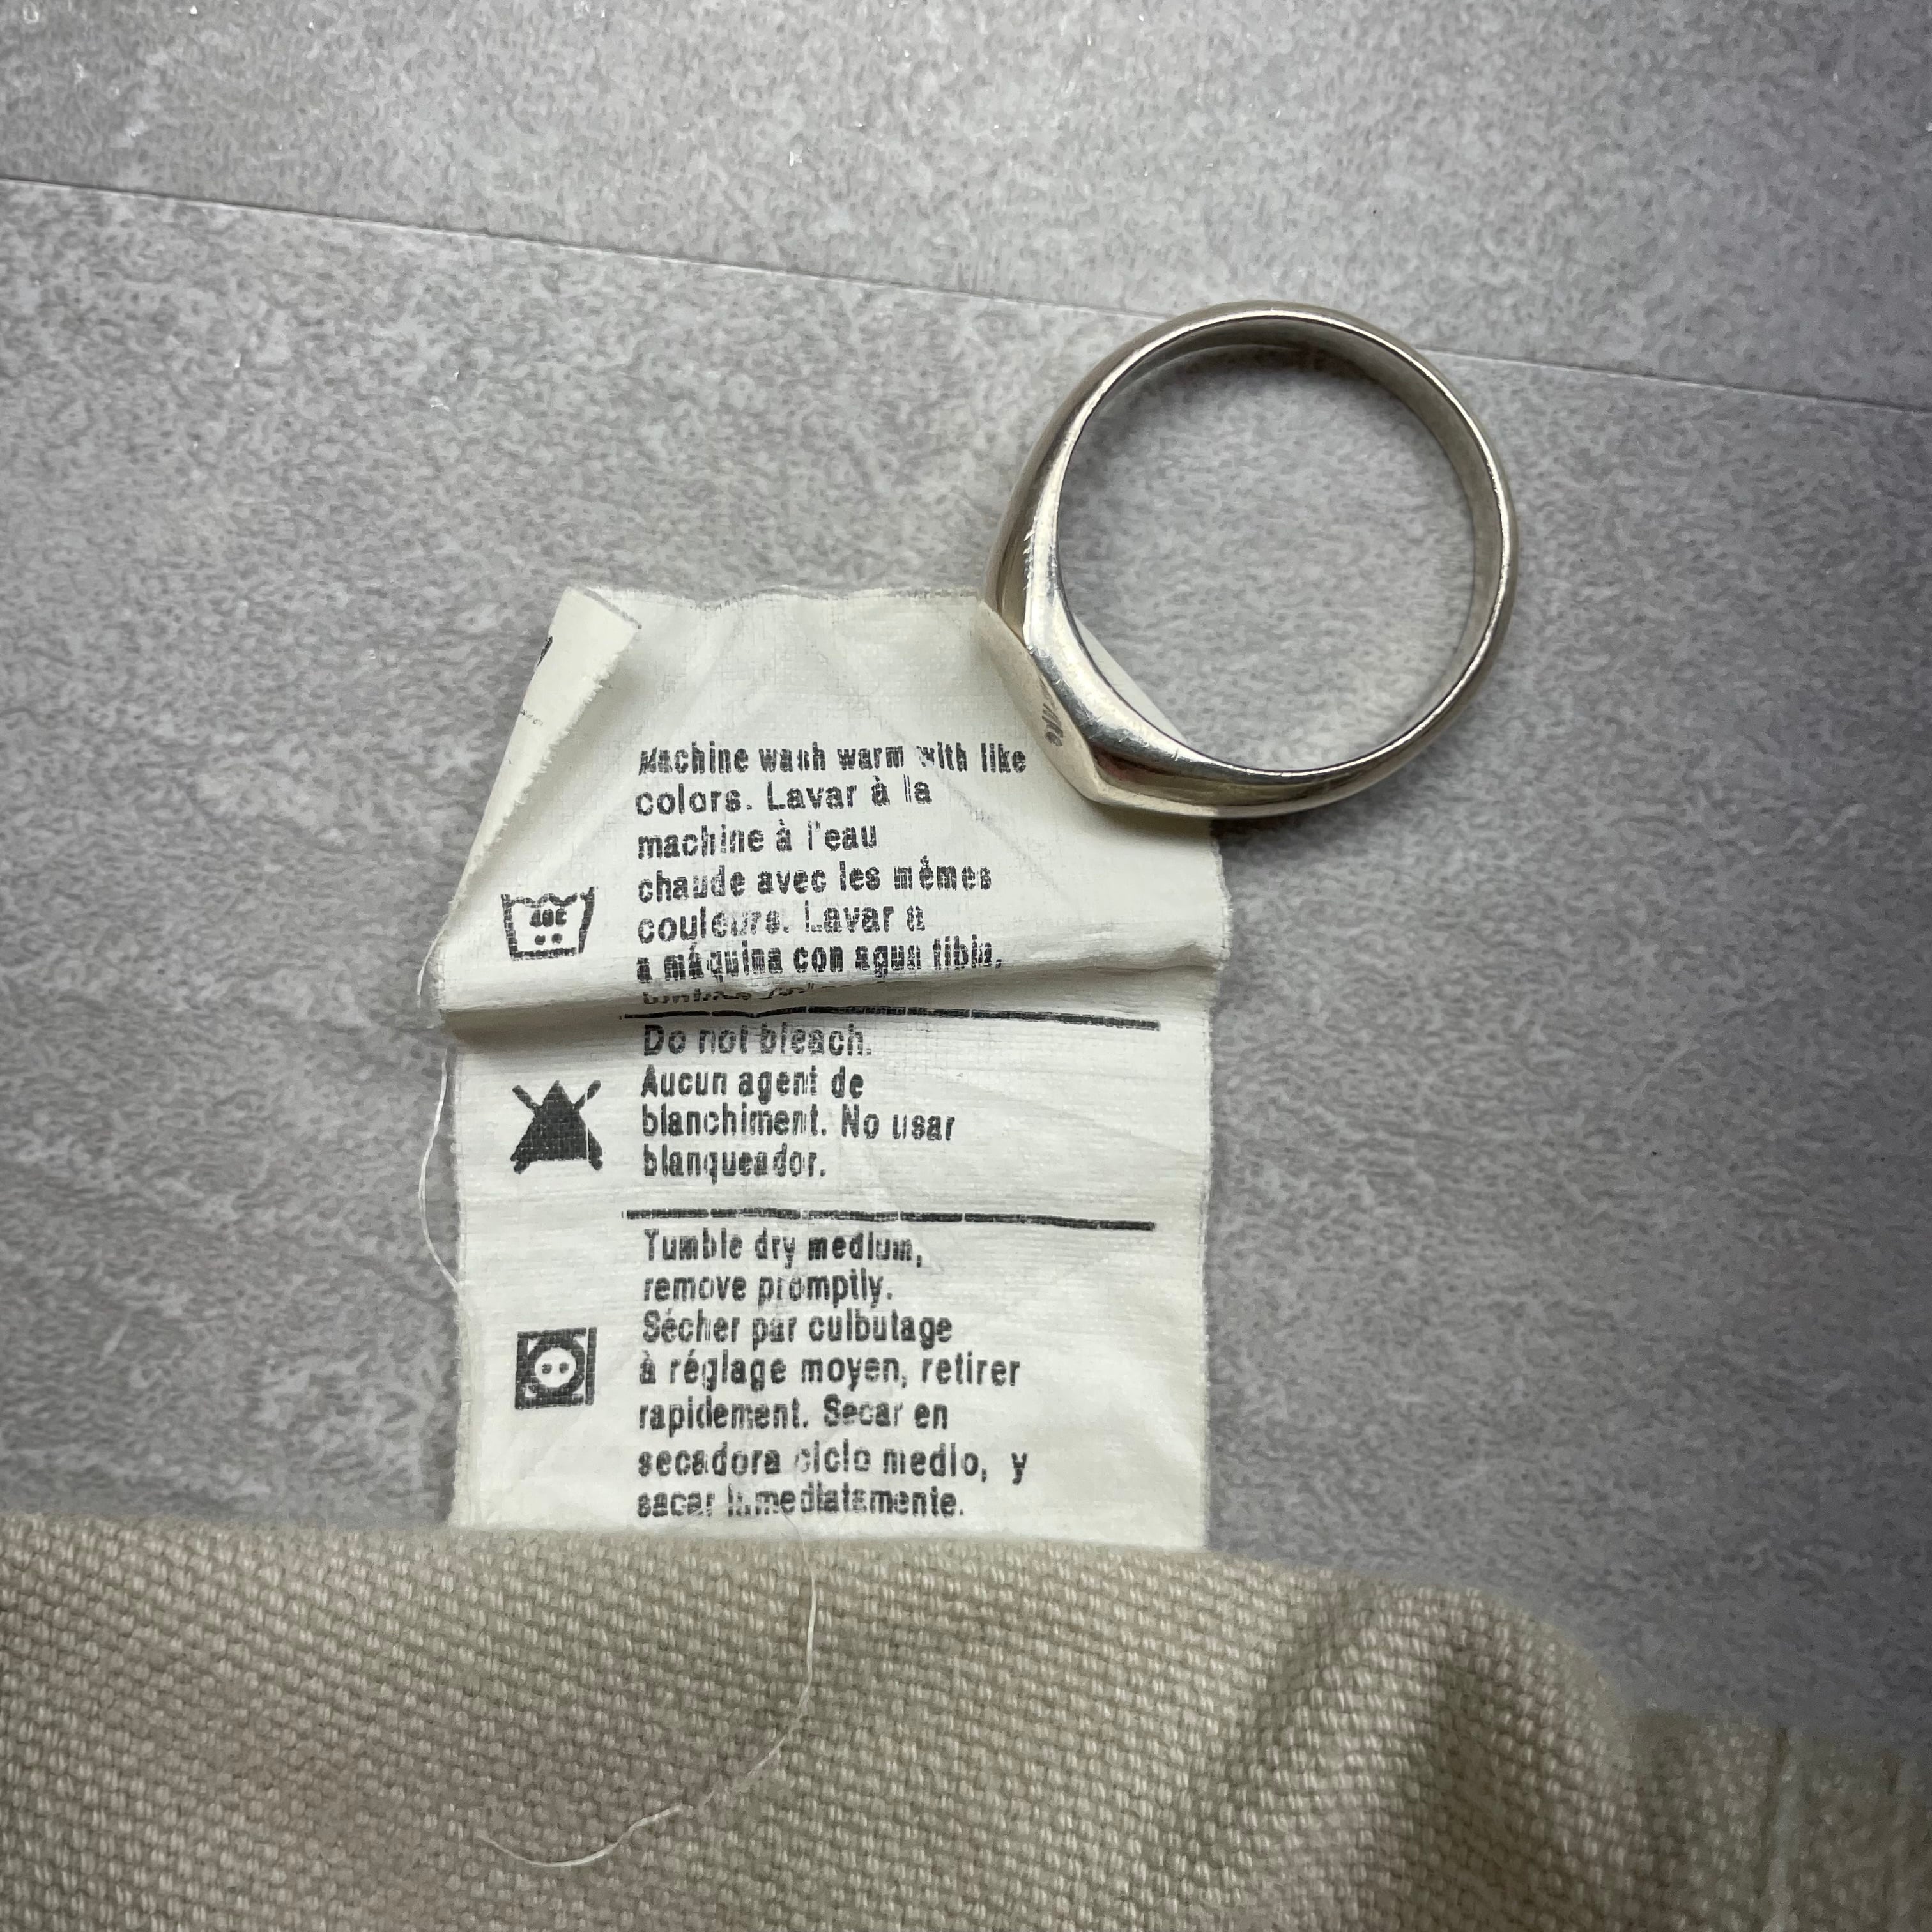 Machine wash warm with like
colors. Lavar à la
machine à l'eau
chaude avec les mêmes
couleurs. Lavar a
a máquina con agua tibia,
Do not bleach.
Aucun agent de
blanchiment. No usar
blanqueador.
Tumble dry medium,
remove promptly.
Sécher par culbutage
à réglage moyen, retirer
rapidement. Secar en
secadora ciclo medio, y
sacar inmediatamente.